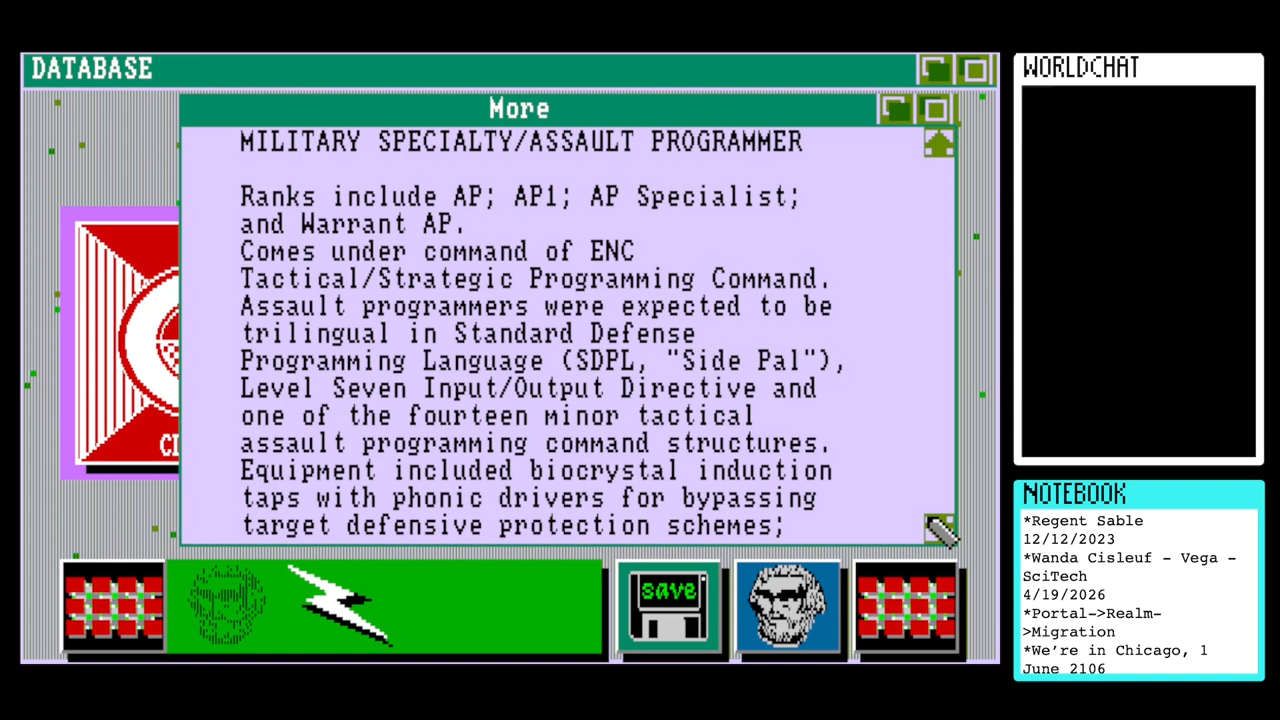 DATABASE
More
MILITARY SPECIALTY/ASSAULT PROGRAMMER
Ranks include AP; AP1; AP Specialist;
and Warrant AP.
Comes under command of ENC
Tactical/Strategic Programming Command.
Assault programmers were expected to be
trilingual in Standard Defense
Programming Language (SDPL, "Side Pal"),
Level Seven Input/Output Directive and
one of the fourteen minor tactical
assault programming command structures.
Equipment included biocrystal induction
taps with phonic drivers for bypassing
target defensive protection schemes;
save
WORLDCHAT
NOTEBOOK
*Regent Sable
12/12/2023
*Wanda Cisleuf - Vega -
SciTech
4/19/2026
*Portal->Realm-
>Migration
*We're in Chicago, 1
June 2106